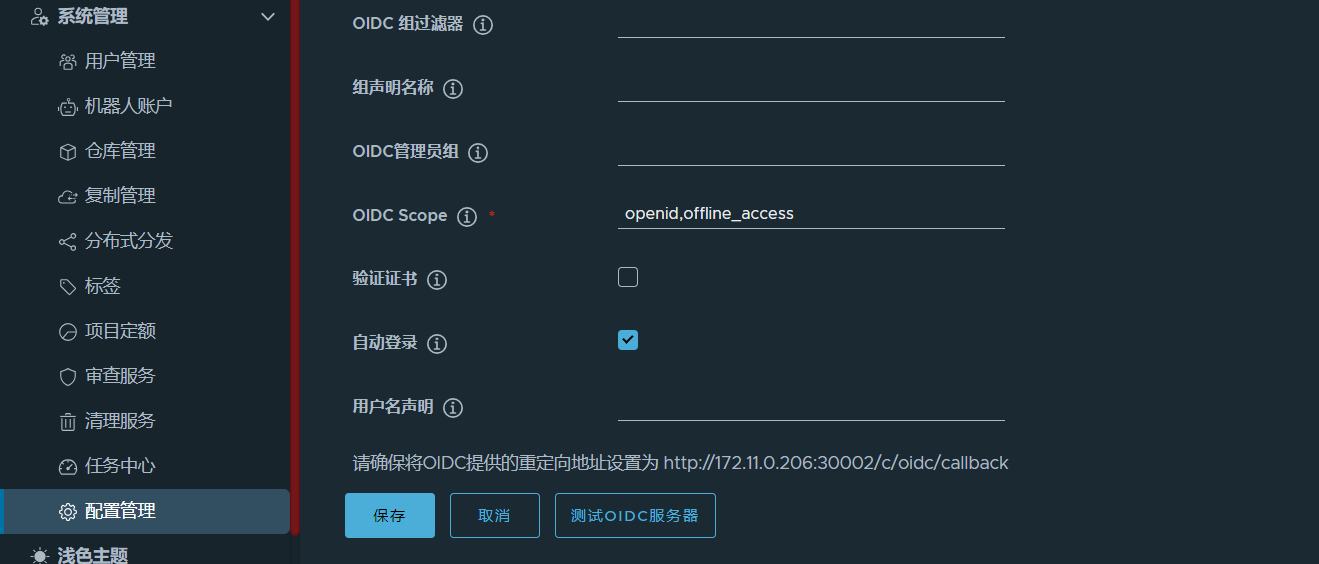 系统管理
用户管理
机器人账户
仓库管理
复制管理
分布式分发
标签
项目定额
审查服务
清理服务
任务中心
配置管理
浅色主题
OIDC 组过滤器
组声明名称
OIDC管理员组
OIDC Scope * openid,offline_access
验证证书
自动登录
用户名声明
请确保将OIDC提供的重定向地址设置为 http://172.11.0.206:30002/c/oidc/callback
保存 取消 测试OIDC服务器